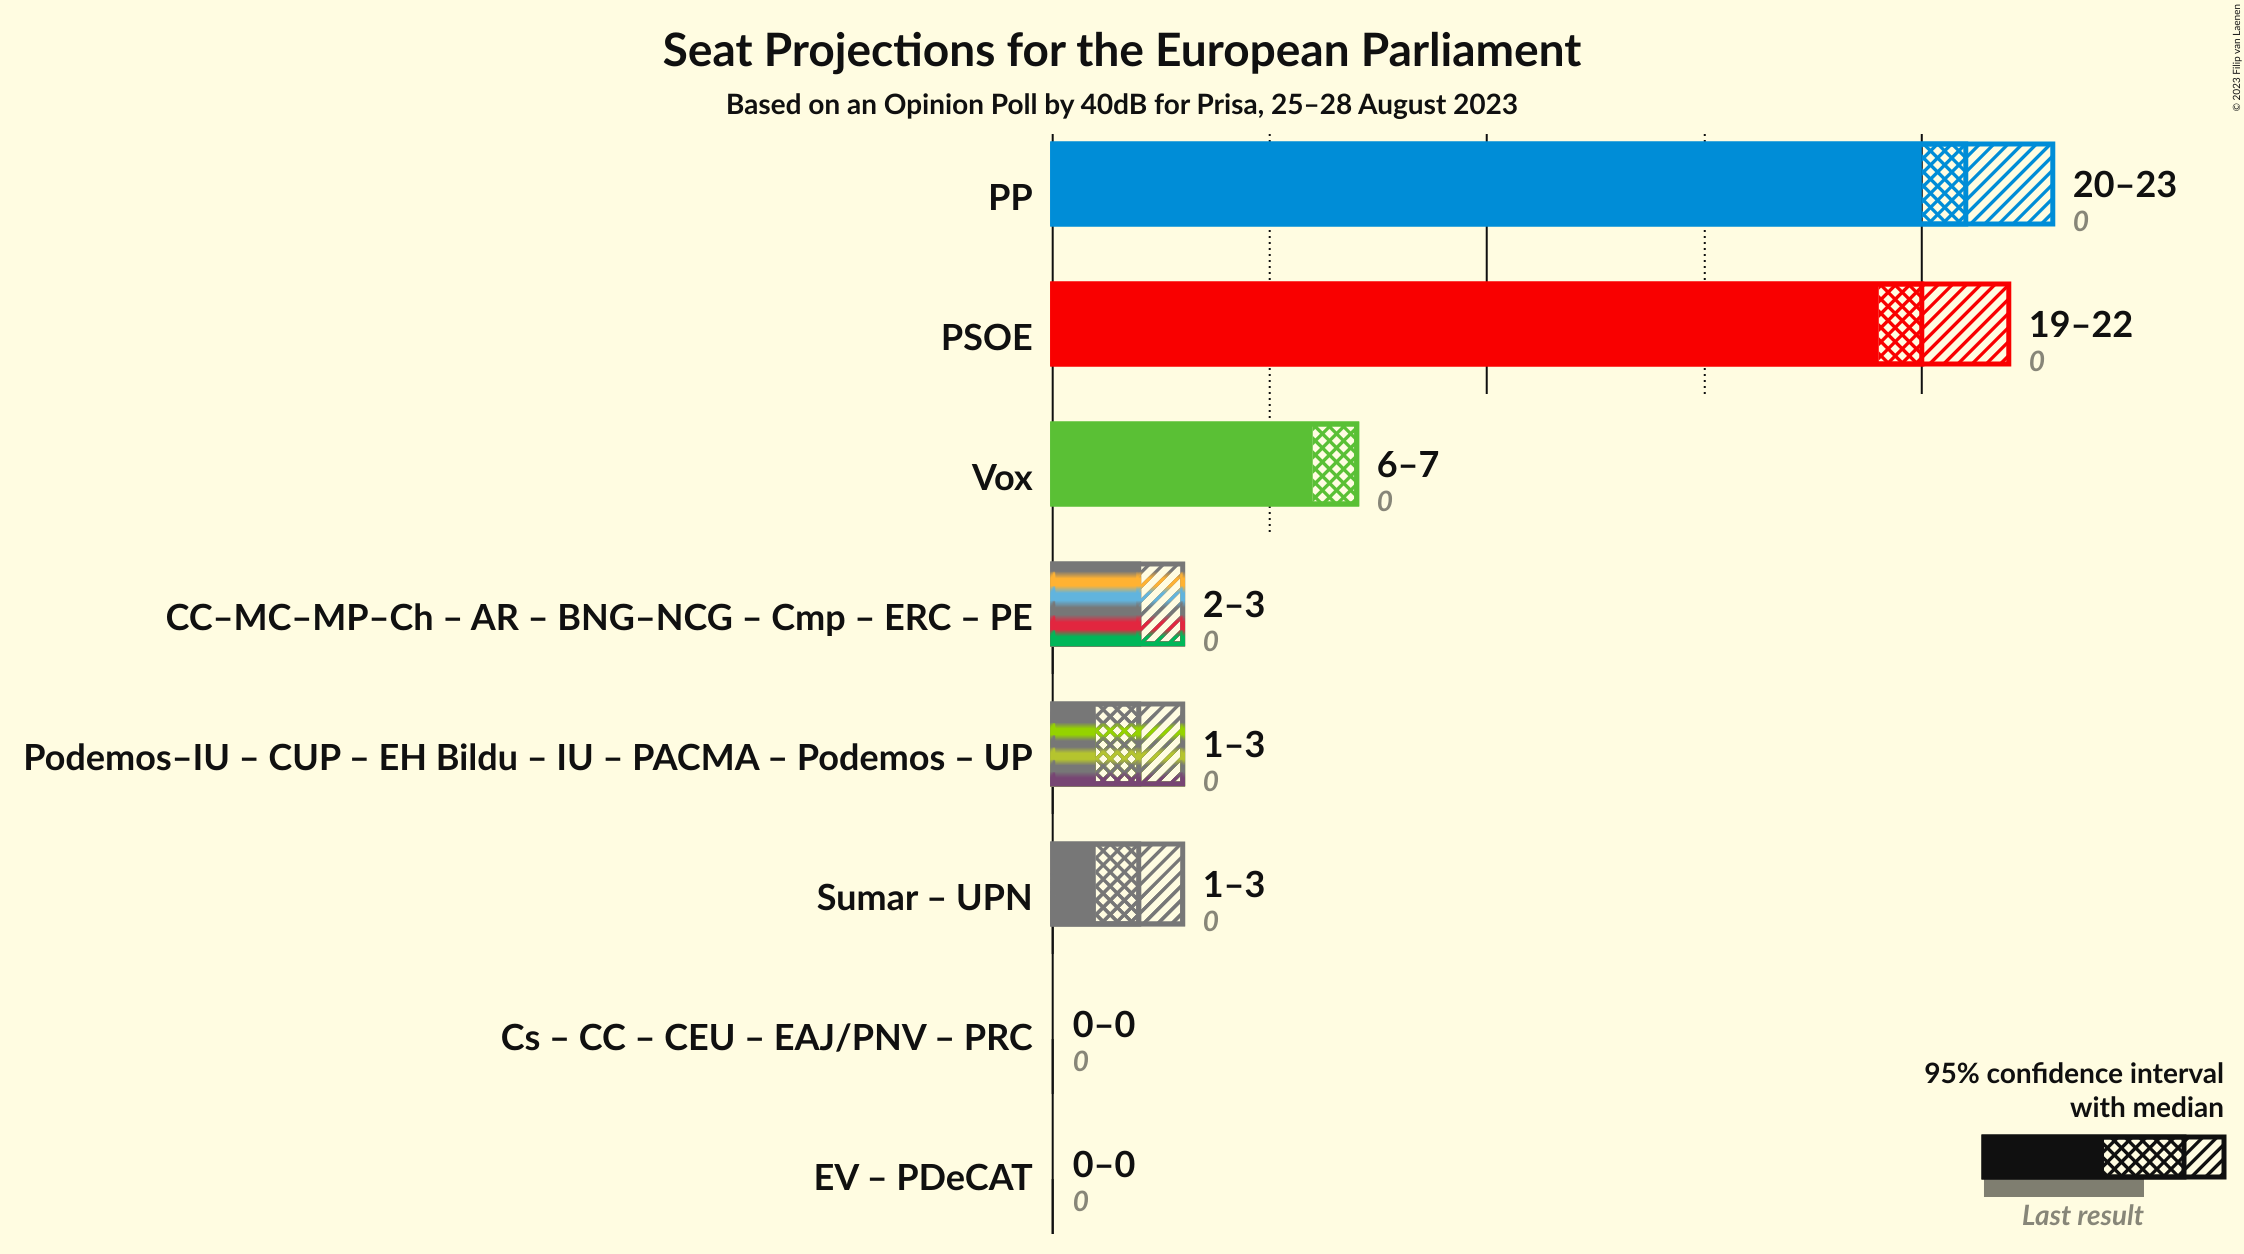 Seat Projections for the European Parliament
Based on an Opinion Poll by 40dB for Prisa, 25–28 August 2023
© 2023 Filip van Laenen
PP
20–23
0
PSOE
19–22
0
Vox
6–7
0
CC–MC–MP–Ch – AR – BNG–NCG – Cmp – ERC – PE
2–3
0
Podemos–IU – CUP – EH Bildu – IU – PACMA – Podemos – UP
1–3
0
Sumar – UPN
1–3
0
Cs – CC – CEU – EAJ/PNV – PRC
0–0
0
EV – PDeCAT
0–0
0
95% confidence interval
with median
Last result